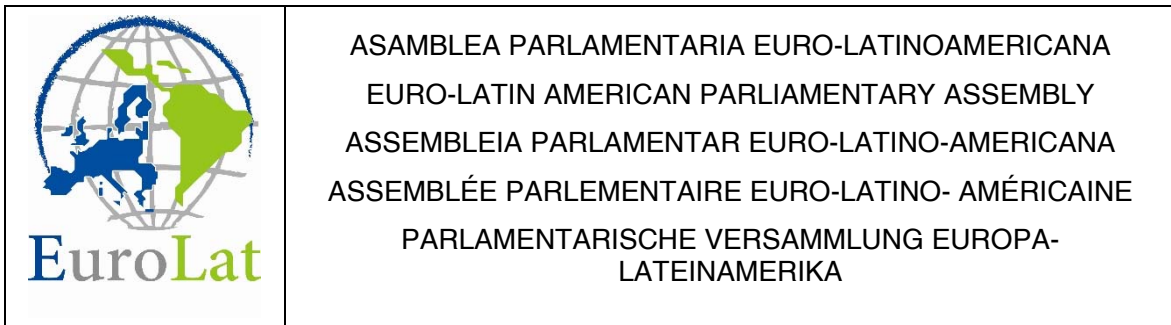 EuroLat
ASAMBLEA PARLAMENTARIA EURO-LATINOAMERICANA
EURO-LATIN AMERICAN PARLIAMENTARY ASSEMBLY
ASSEMBLEIA PARLAMENTAR EURO-LATINO-AMERICANA
ASSEMBLÉE PARLEMENTAIRE EURO-LATINO- AMÉRICAINE
PARLAMENTARISCHE VERSAMMLUNG EUROPA-
LATEINAMERIKA